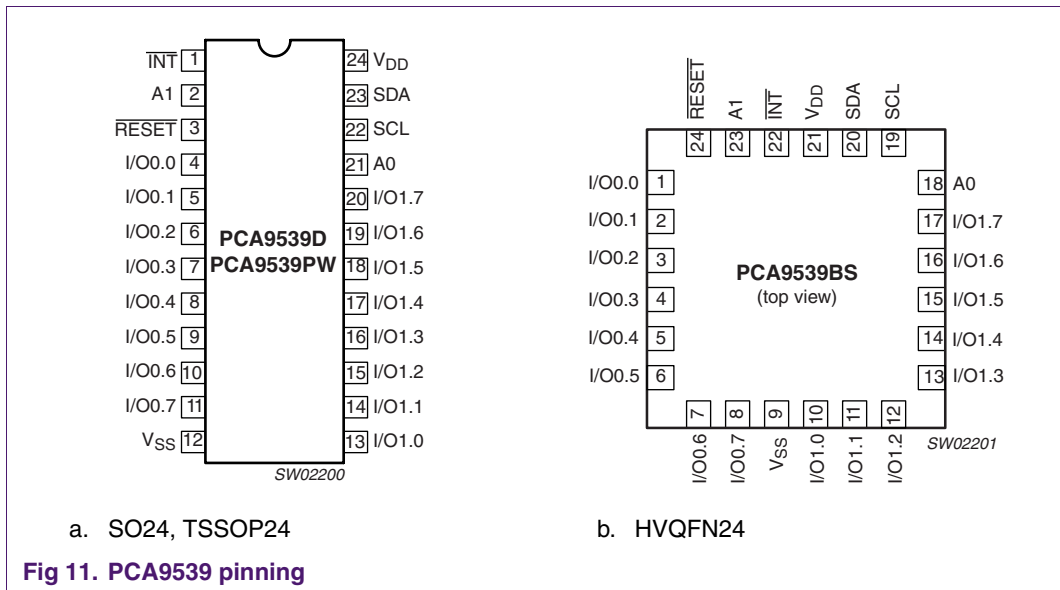 INT 1
A1 2
RESET 3
I/O0.0 4
I/O0.1 5
I/O0.2 6
I/O0.3 7
I/O0.4 8
I/O0.5 9
I/O0.6 10
I/O0.7 11
VSS 12
PCA9539D
PCA9539PW
24 VDD
23 SDA
22 SCL
21 A0
20 I/O1.7
19 I/O1.6
18 I/O1.5
17 I/O1.4
16 I/O1.3
15 I/O1.2
14 I/O1.1
13 I/O1.0
SW02200
a. SO24, TSSOP24
RESET 24
A1 23
INT 22
VDD 21
SDA 20
SCL 19
I/O0.0 1
I/O0.1 2
I/O0.2 3
I/O0.3 4
I/O0.4 5
I/O0.5 6
PCA9539BS
(top view)
18 A0
17 I/O1.7
16 I/O1.6
15 I/O1.5
14 I/O1.4
13 I/O1.3
7 I/O0.6
8 I/O0.7
9 VSS
10 I/O1.0
11 I/O1.1
12 I/O1.2
SW02201
b. HVQFN24
Fig 11. PCA9539 pinning